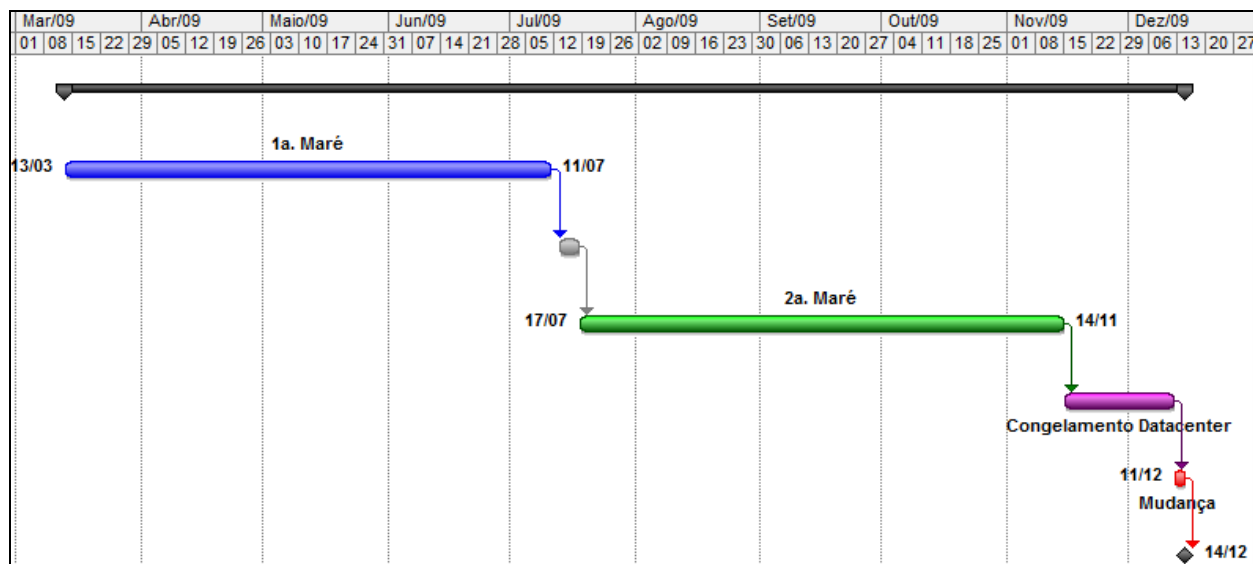 Mar/09 Abr/09 Maio/09 Jun/09 Jul/09 Ago/09 Set/09 Out/09 Nov/09 Dez/09
01 08 15 22 29 05 12 19 26 03 10 17 24 31 07 14 21 28 05 12 19 26 02 09 16 23 30 06 13 20 27 04 11 18 25 01 08 15 22 29 06 13 20 27
1a. Maré
13/03 11/07
2a. Maré
17/07 14/11
Congelamento Datacenter
11/12
Mudança
14/12